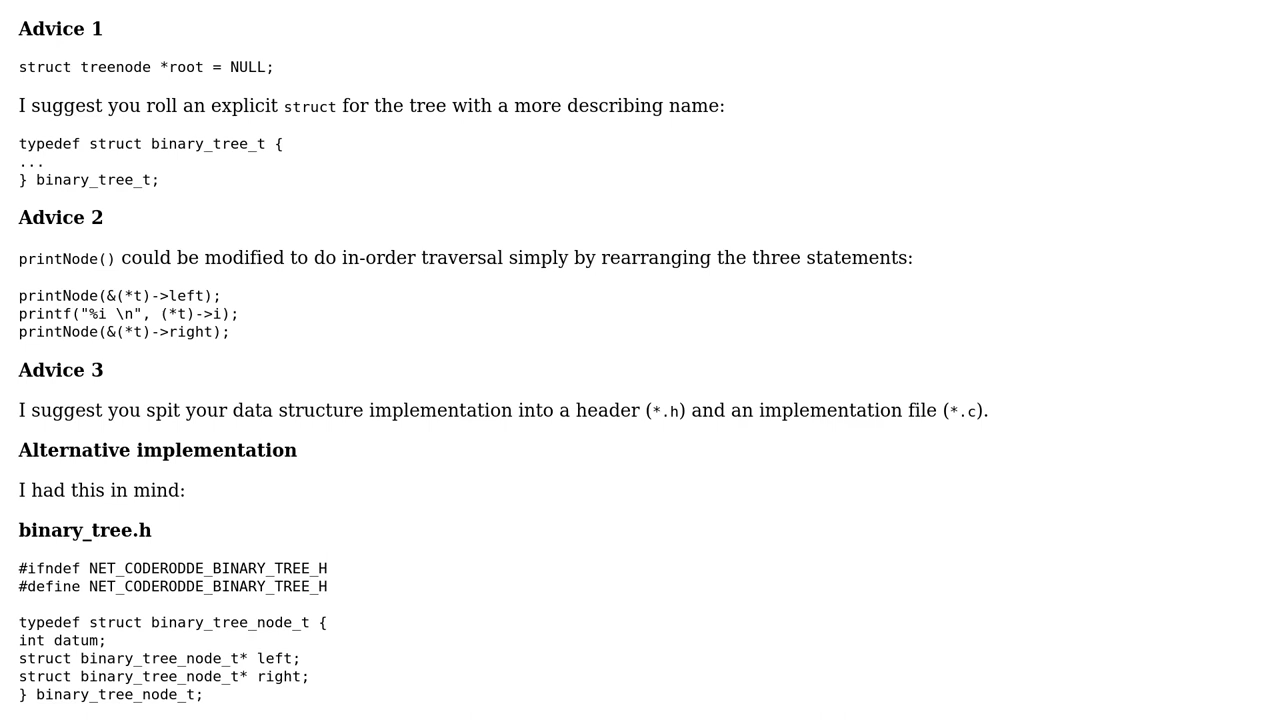 Advice 1
struct treenode *root = NULL;
I suggest you roll an explicit struct for the tree with a more describing name:
typedef struct binary_tree_t {
...
} binary_tree_t;
Advice 2
printNode() could be modified to do in-order traversal simply by rearranging the three statements:
printNode(&(*t)->left);
printf("%i \n", (*t)->i);
printNode(&(*t)->right);
Advice 3
I suggest you spit your data structure implementation into a header (*.h) and an implementation file (*.c).
Alternative implementation
I had this in mind:
binary_tree.h
#ifndef NET_CODERODDE_BINARY_TREE_H
#define NET_CODERODDE_BINARY_TREE_H
typedef struct binary_tree_node_t {
int datum;
struct binary_tree_node_t* left;
struct binary_tree_node_t* right;
} binary_tree_node_t;